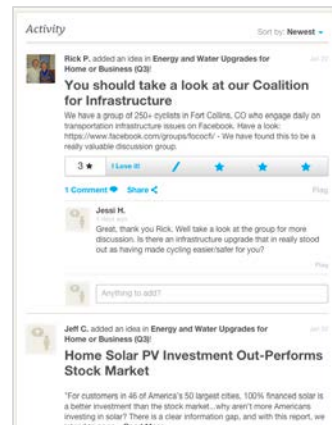 Activity
Sort by: Newest
Rick P. added an idea in Energy and Water Upgrades for
Home or Business (Q3)!
Jan 22
You should take a look at our Coalition
for Infrastructure
We have a group of 250+ cyclists in Fort Collins, CO who engage daily on
transportation infrastructure issues on Facebook. Have a look:
https://www.facebook.com/groups/fococfi/ - We have found this to be a
really valuable discussion group.
3 ★ I Love it!
1 Comment Share Flag
Jessi H.
Great, thank you Rick. Well take a look at the group for more
discussion. Is there an infrastructure upgrade that in really stood
out as having made cycling easier/safer for you?
Flag
Anything to add?
Jeff C. added an idea in Energy and Water Upgrades for
Home or Business (Q3)!
Home Solar PV Investment Out-Performs
Stock Market
"For customers in 46 of America's 50 largest cities, 100% financed solar is
a better investment than the stock market...why aren't more Americans
investing in solar? There is a clear information gap, and with this report, we